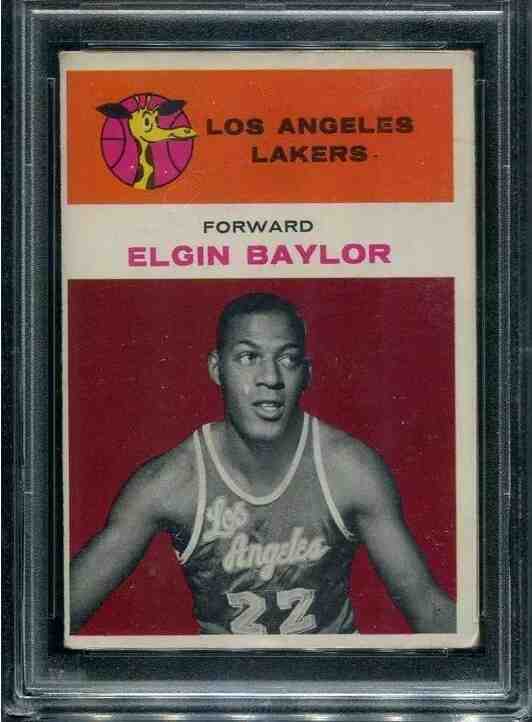 LOS ANGELES
LAKERS
FORWARD
ELGIN BAYLOR
Los
Angeles
22